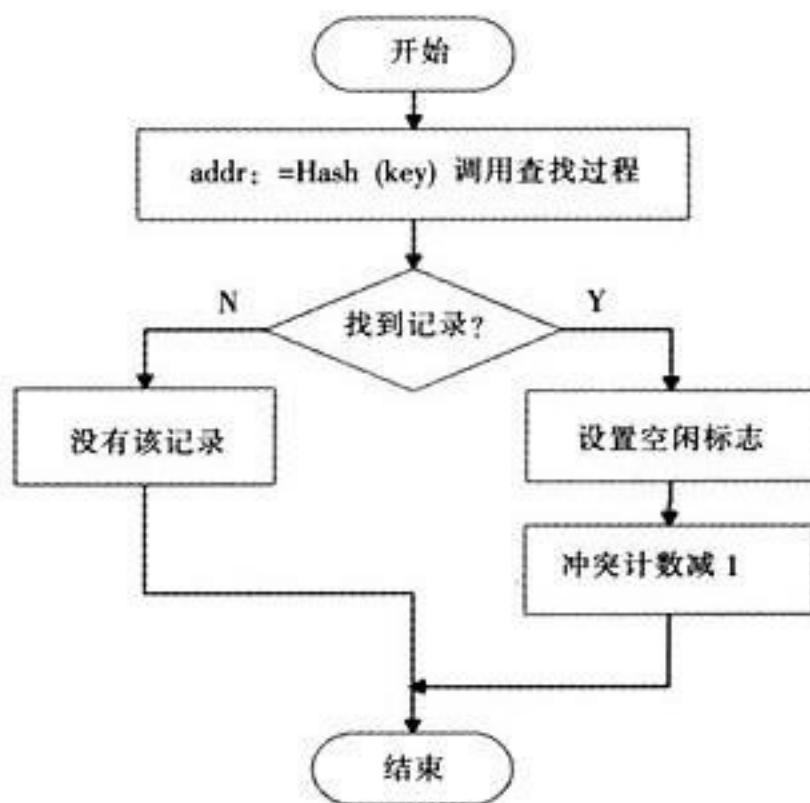 开始
addr：=Hash (key) 调用查找过程
找到记录?
N
Y
没有该记录
设置空闲标志
冲突计数减 1
结束